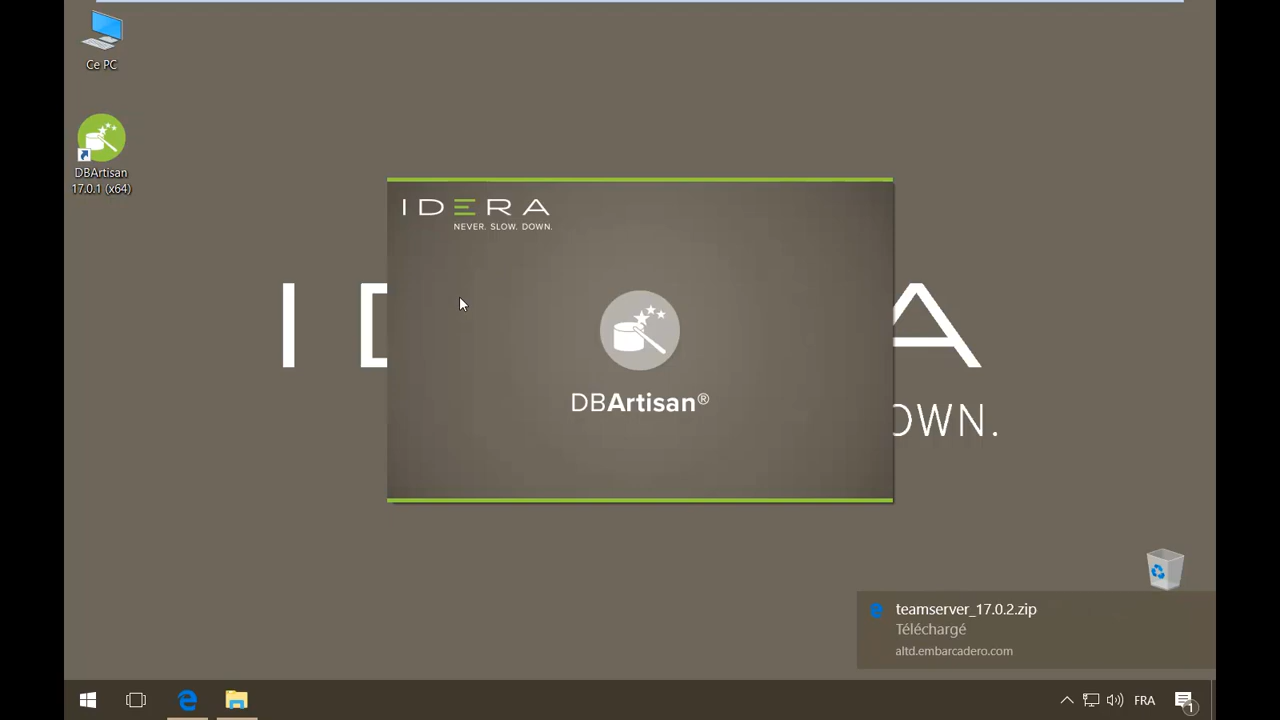 Ce PC
DBArtisan
17.0.1 (x64)
IDERA
NEVER. SLOW. DOWN.
DBArtisan®
I D A
OWN.
teamserver_17.0.2.zip
Téléchargé
altd.embarcadero.com
FRA
1